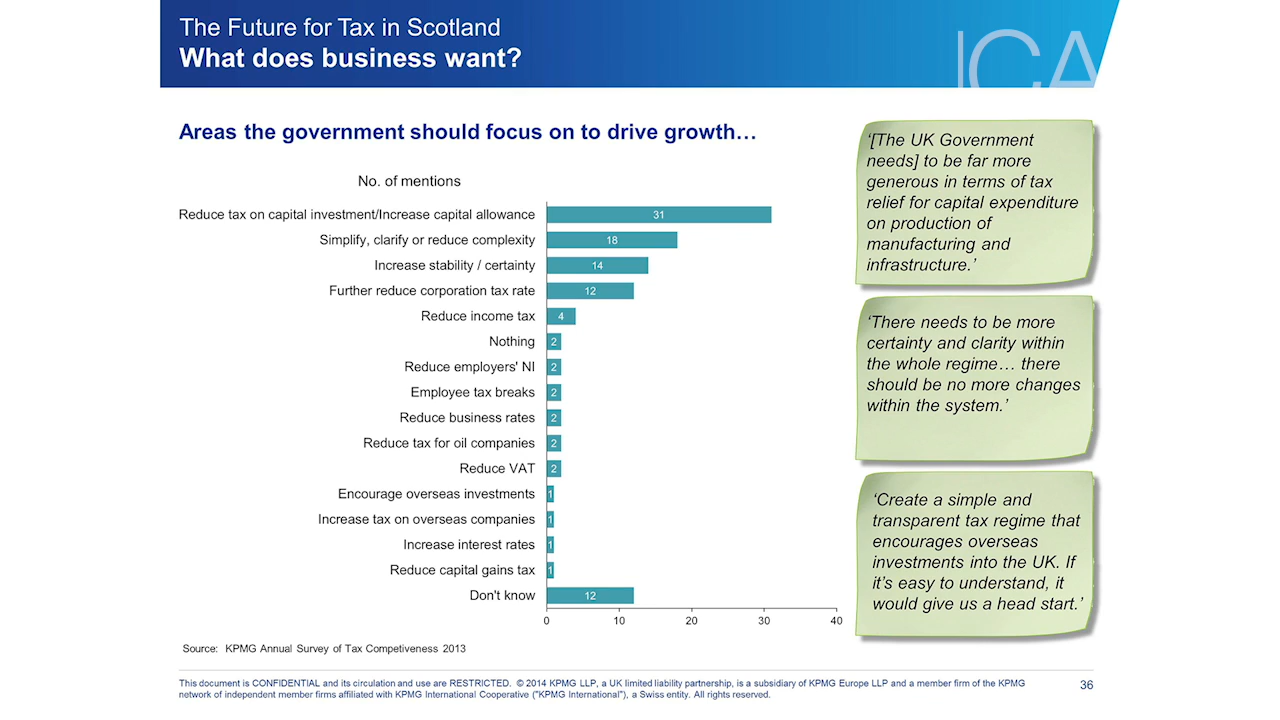 The Future for Tax in Scotland
What does business want?
ICA
Areas the government should focus on to drive growth…
No. of mentions
Reduce tax on capital investment/Increase capital allowance 31
Simplify, clarify or reduce complexity 18
Increase stability / certainty 14
Further reduce corporation tax rate 12
Reduce income tax 4
Nothing 2
Reduce employers' NI 2
Employee tax breaks 2
Reduce business rates 2
Reduce tax for oil companies 2
Reduce VAT 2
Encourage overseas investments 1
Increase tax on overseas companies 1
Increase interest rates 1
Reduce capital gains tax 1
Don't know 12
0 10 20 30 40
‘[The UK Government
needs] to be far more
generous in terms of tax
relief for capital expenditure
on production of
manufacturing and
infrastructure.’
‘There needs to be more
certainty and clarity within
the whole regime… there
should be no more changes
within the system.’
‘Create a simple and
transparent tax regime that
encourages overseas
investments into the UK. If
it’s easy to understand, it
would give us a head start.’
Source: KPMG Annual Survey of Tax Competiveness 2013
This document is CONFIDENTIAL and its circulation and use are RESTRICTED. © 2014 KPMG LLP, a UK limited liability partnership, is a subsidiary of KPMG Europe LLP and a member firm of the KPMG
network of independent member firms affiliated with KPMG International Cooperative ("KPMG International"), a Swiss entity. All rights reserved.
36